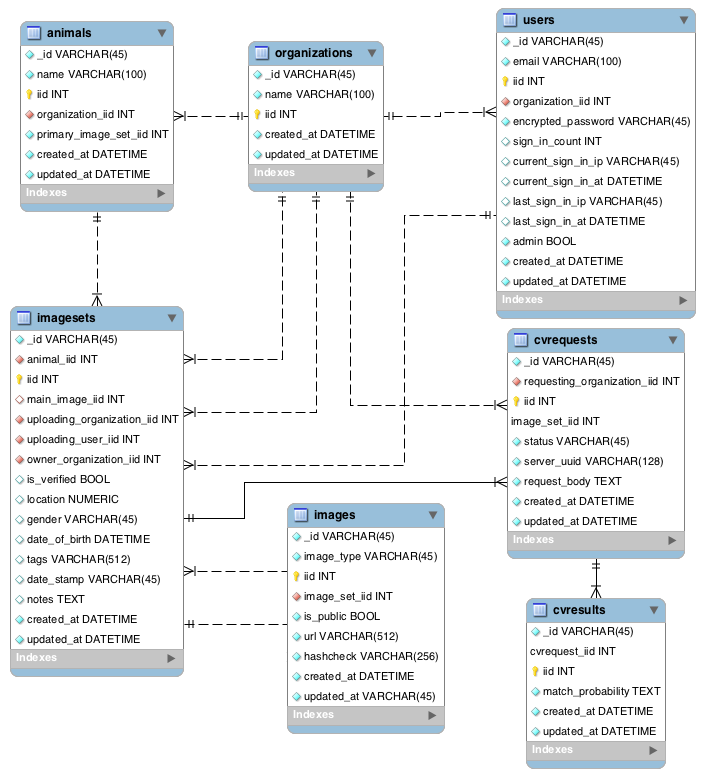 animals
_id VARCHAR(45)
name VARCHAR(100)
iid INT
organization_iid INT
primary_image_set_iid INT
created_at DATETIME
updated_at DATETIME
Indexes
organizations
_id VARCHAR(45)
name VARCHAR(100)
iid INT
created_at DATETIME
updated_at DATETIME
Indexes
users
_id VARCHAR(45)
email VARCHAR(100)
iid INT
organization_iid INT
encrypted_password VARCHAR(45)
sign_in_count INT
current_sign_in_ip VARCHAR(45)
current_sign_in_at DATETIME
last_sign_in_ip VARCHAR(45)
last_sign_in_at DATETIME
admin BOOL
created_at DATETIME
updated_at DATETIME
Indexes
imagesets
_id VARCHAR(45)
animal_iid INT
iid INT
main_image_iid INT
uploading_organization_iid INT
uploading_user_iid INT
owner_organization_iid INT
is_verified BOOL
location NUMERIC
gender VARCHAR(45)
date_of_birth DATETIME
tags VARCHAR(512)
date_stamp VARCHAR(45)
notes TEXT
created_at DATETIME
updated_at DATETIME
Indexes
cvrequests
_id VARCHAR(45)
requesting_organization_iid INT
iid INT
image_set_iid INT
status VARCHAR(45)
server_uuid VARCHAR(128)
request_body TEXT
created_at DATETIME
updated_at DATETIME
Indexes
images
_id VARCHAR(45)
image_type VARCHAR(45)
iid INT
image_set_iid INT
is_public BOOL
url VARCHAR(512)
hashcheck VARCHAR(256)
created_at DATETIME
updated_at VARCHAR(45)
Indexes
cvresults
_id VARCHAR(45)
cvrequest_iid INT
iid INT
match_probability TEXT
created_at DATETIME
updated_at DATETIME
Indexes